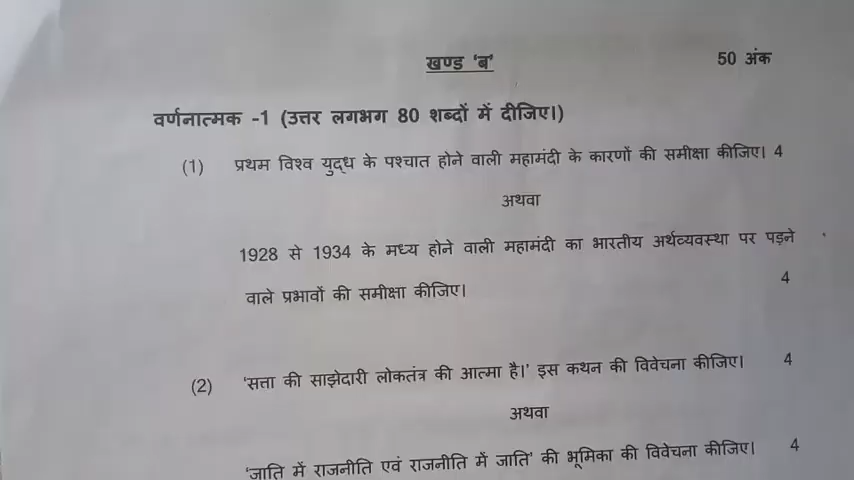 खण्ड 'ब' 50 अंक
वर्णनात्मक -1 (उत्तर लगभग 80 शब्दों में दीजिए।)
(1) प्रथम विश्व युद्ध के पश्चात होने वाली महामंदी के कारणों की समीक्षा कीजिए। 4
अथवा
1928 से 1934 के मध्य होने वाली महामंदी का भारतीय अर्थव्यवस्था पर पड़ने
वाले प्रभावों की समीक्षा कीजिए। 4
(2) 'सत्ता की साझेदारी लोकतंत्र की आत्मा है।' इस कथन की विवेचना कीजिए। 4
अथवा
'जाति में राजनीति एवं राजनीति में जाति' की भूमिका की विवेचना कीजिए। 4